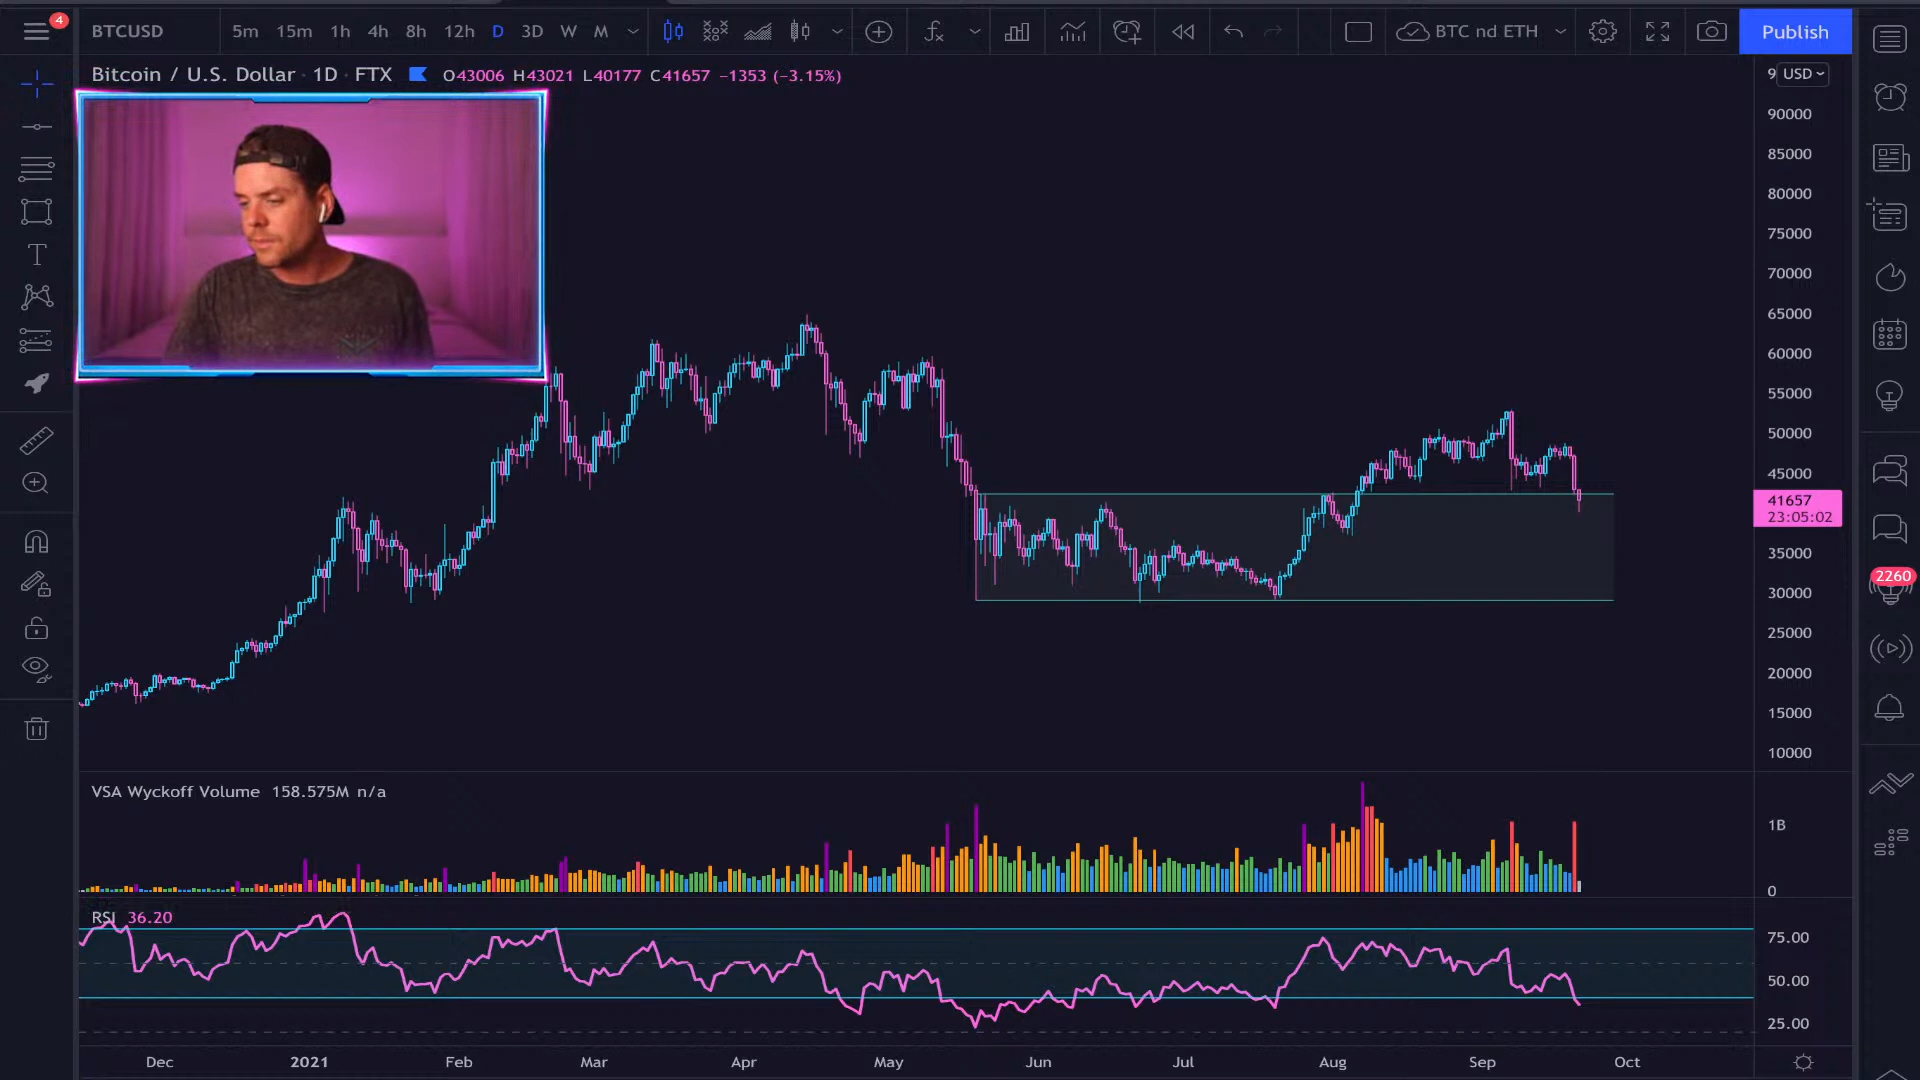 4
BTCUSD
5m 15m 1h 4h 8h 12h D 3D W M
BTC nd ETH
Publish
Bitcoin / U.S. Dollar · 1D · FTX O43006 H43021 L40177 C41657 −1353 (−3.15%)
9 USD
90000
85000
80000
75000
70000
65000
60000
55000
50000
45000
41657
23:05:02
35000
30000
25000
20000
15000
10000
2260
VSA Wyckoff Volume 158.575M n/a
1B
0
RSI 36.20
75.00
50.00
25.00
Dec 2021 Feb Mar Apr May Jun Jul Aug Sep Oct